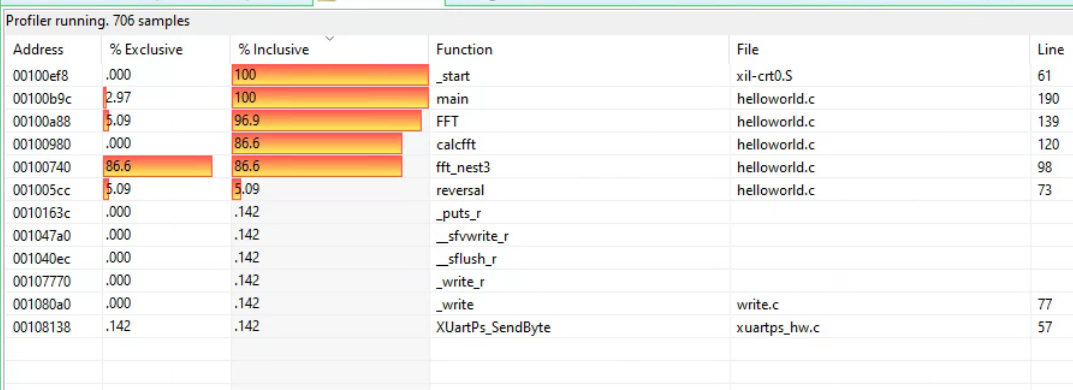 Profiler running. 706 samples
Address % Exclusive % Inclusive Function File Line
00100ef8 .000 100 _start xil-crt0.S 61
00100b9c 2.97 100 main helloworld.c 190
00100a88 5.09 96.9 FFT helloworld.c 139
00100980 .000 86.6 calcfft helloworld.c 120
00100740 86.6 86.6 fft_nest3 helloworld.c 98
001005cc 5.09 5.09 reversal helloworld.c 73
0010163c .000 .142 _puts_r
001047a0 .000 .142 __sfvwrite_r
001040ec .000 .142 __sflush_r
00107770 .000 .142 _write_r
001080a0 .000 .142 _write write.c 77
00108138 .142 .142 XUartPs_SendByte xuartps_hw.c 57